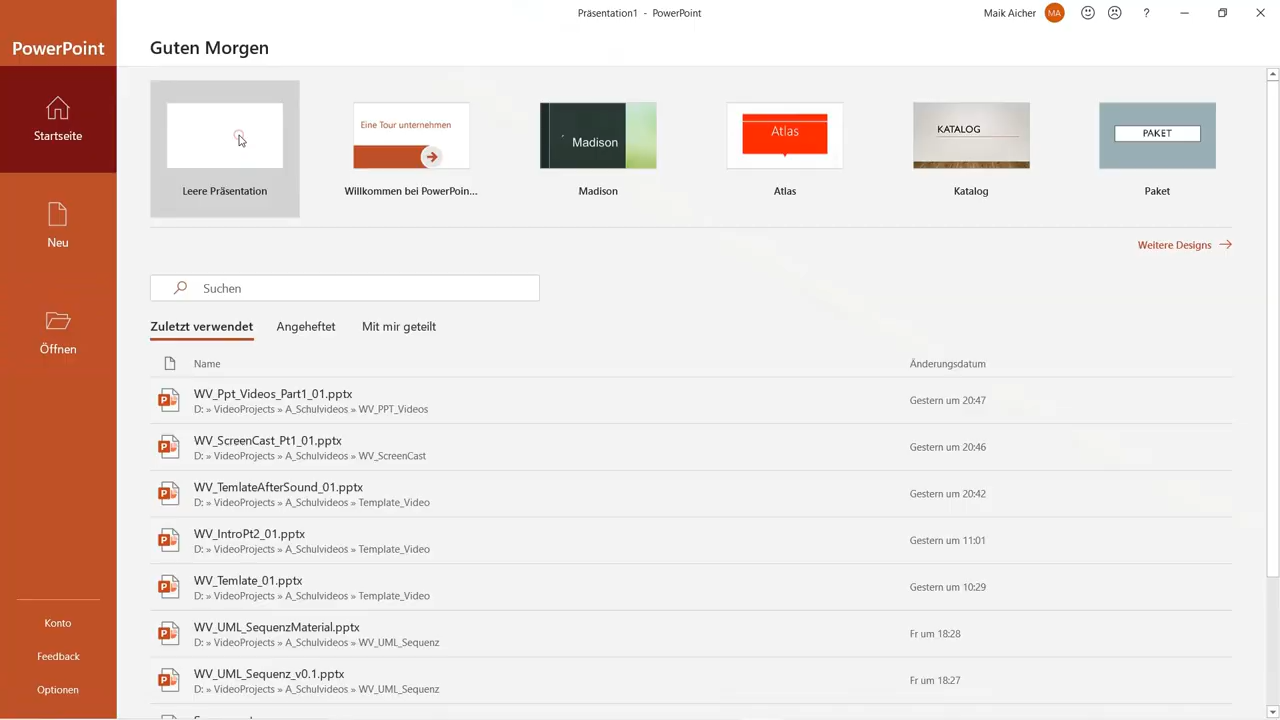 Präsentation1 - PowerPoint
Maik Aicher MA ?
PowerPoint
Guten Morgen
Startseite
Neu
Öffnen
Eine Tour unternehmen
Madison
Atlas
KATALOG
PAKET
Leere Präsentation
Willkommen bei PowerPoin...
Madison
Atlas
Katalog
Paket
Weitere Designs
Suchen
Zuletzt verwendet Angeheftet Mit mir geteilt
Name Änderungsdatum
WV_Ppt_Videos_Part1_01.pptx
D: » VideoProjects » A_Schulvideos » WV_PPT_Videos
Gestern um 20:47
WV_ScreenCast_Pt1_01.pptx
D: » VideoProjects » A_Schulvideos » WV_ScreenCast
Gestern um 20:46
WV_TemlateAfterSound_01.pptx
D: » VideoProjects » A_Schulvideos » Template_Video
Gestern um 20:42
WV_IntroPt2_01.pptx
D: » VideoProjects » A_Schulvideos » Template_Video
Gestern um 11:01
WV_Temlate_01.pptx
D: » VideoProjects » A_Schulvideos » Template_Video
Gestern um 10:29
WV_UML_SequenzMaterial.pptx
D: » VideoProjects » A_Schulvideos » WV_UML_Sequenz
Fr um 18:28
WV_UML_Sequenz_v0.1.pptx
D: » VideoProjects » A_Schulvideos » WV_UML_Sequenz
Fr um 18:27
Konto
Feedback
Optionen